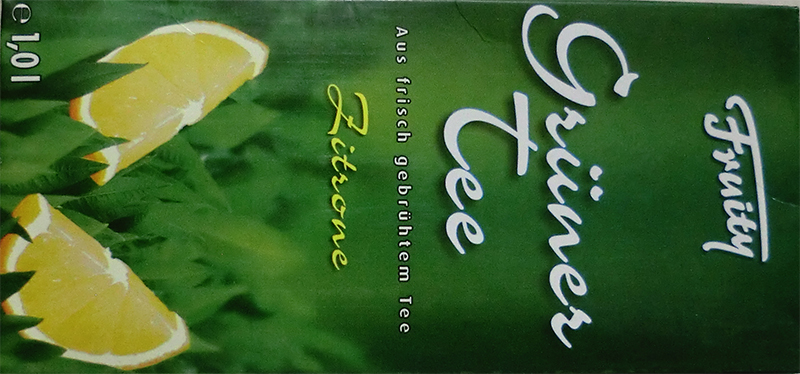 Fruity
Grüner
Tee
Aus frisch gebrühtem Tee
Zitrone
e 1,0 l